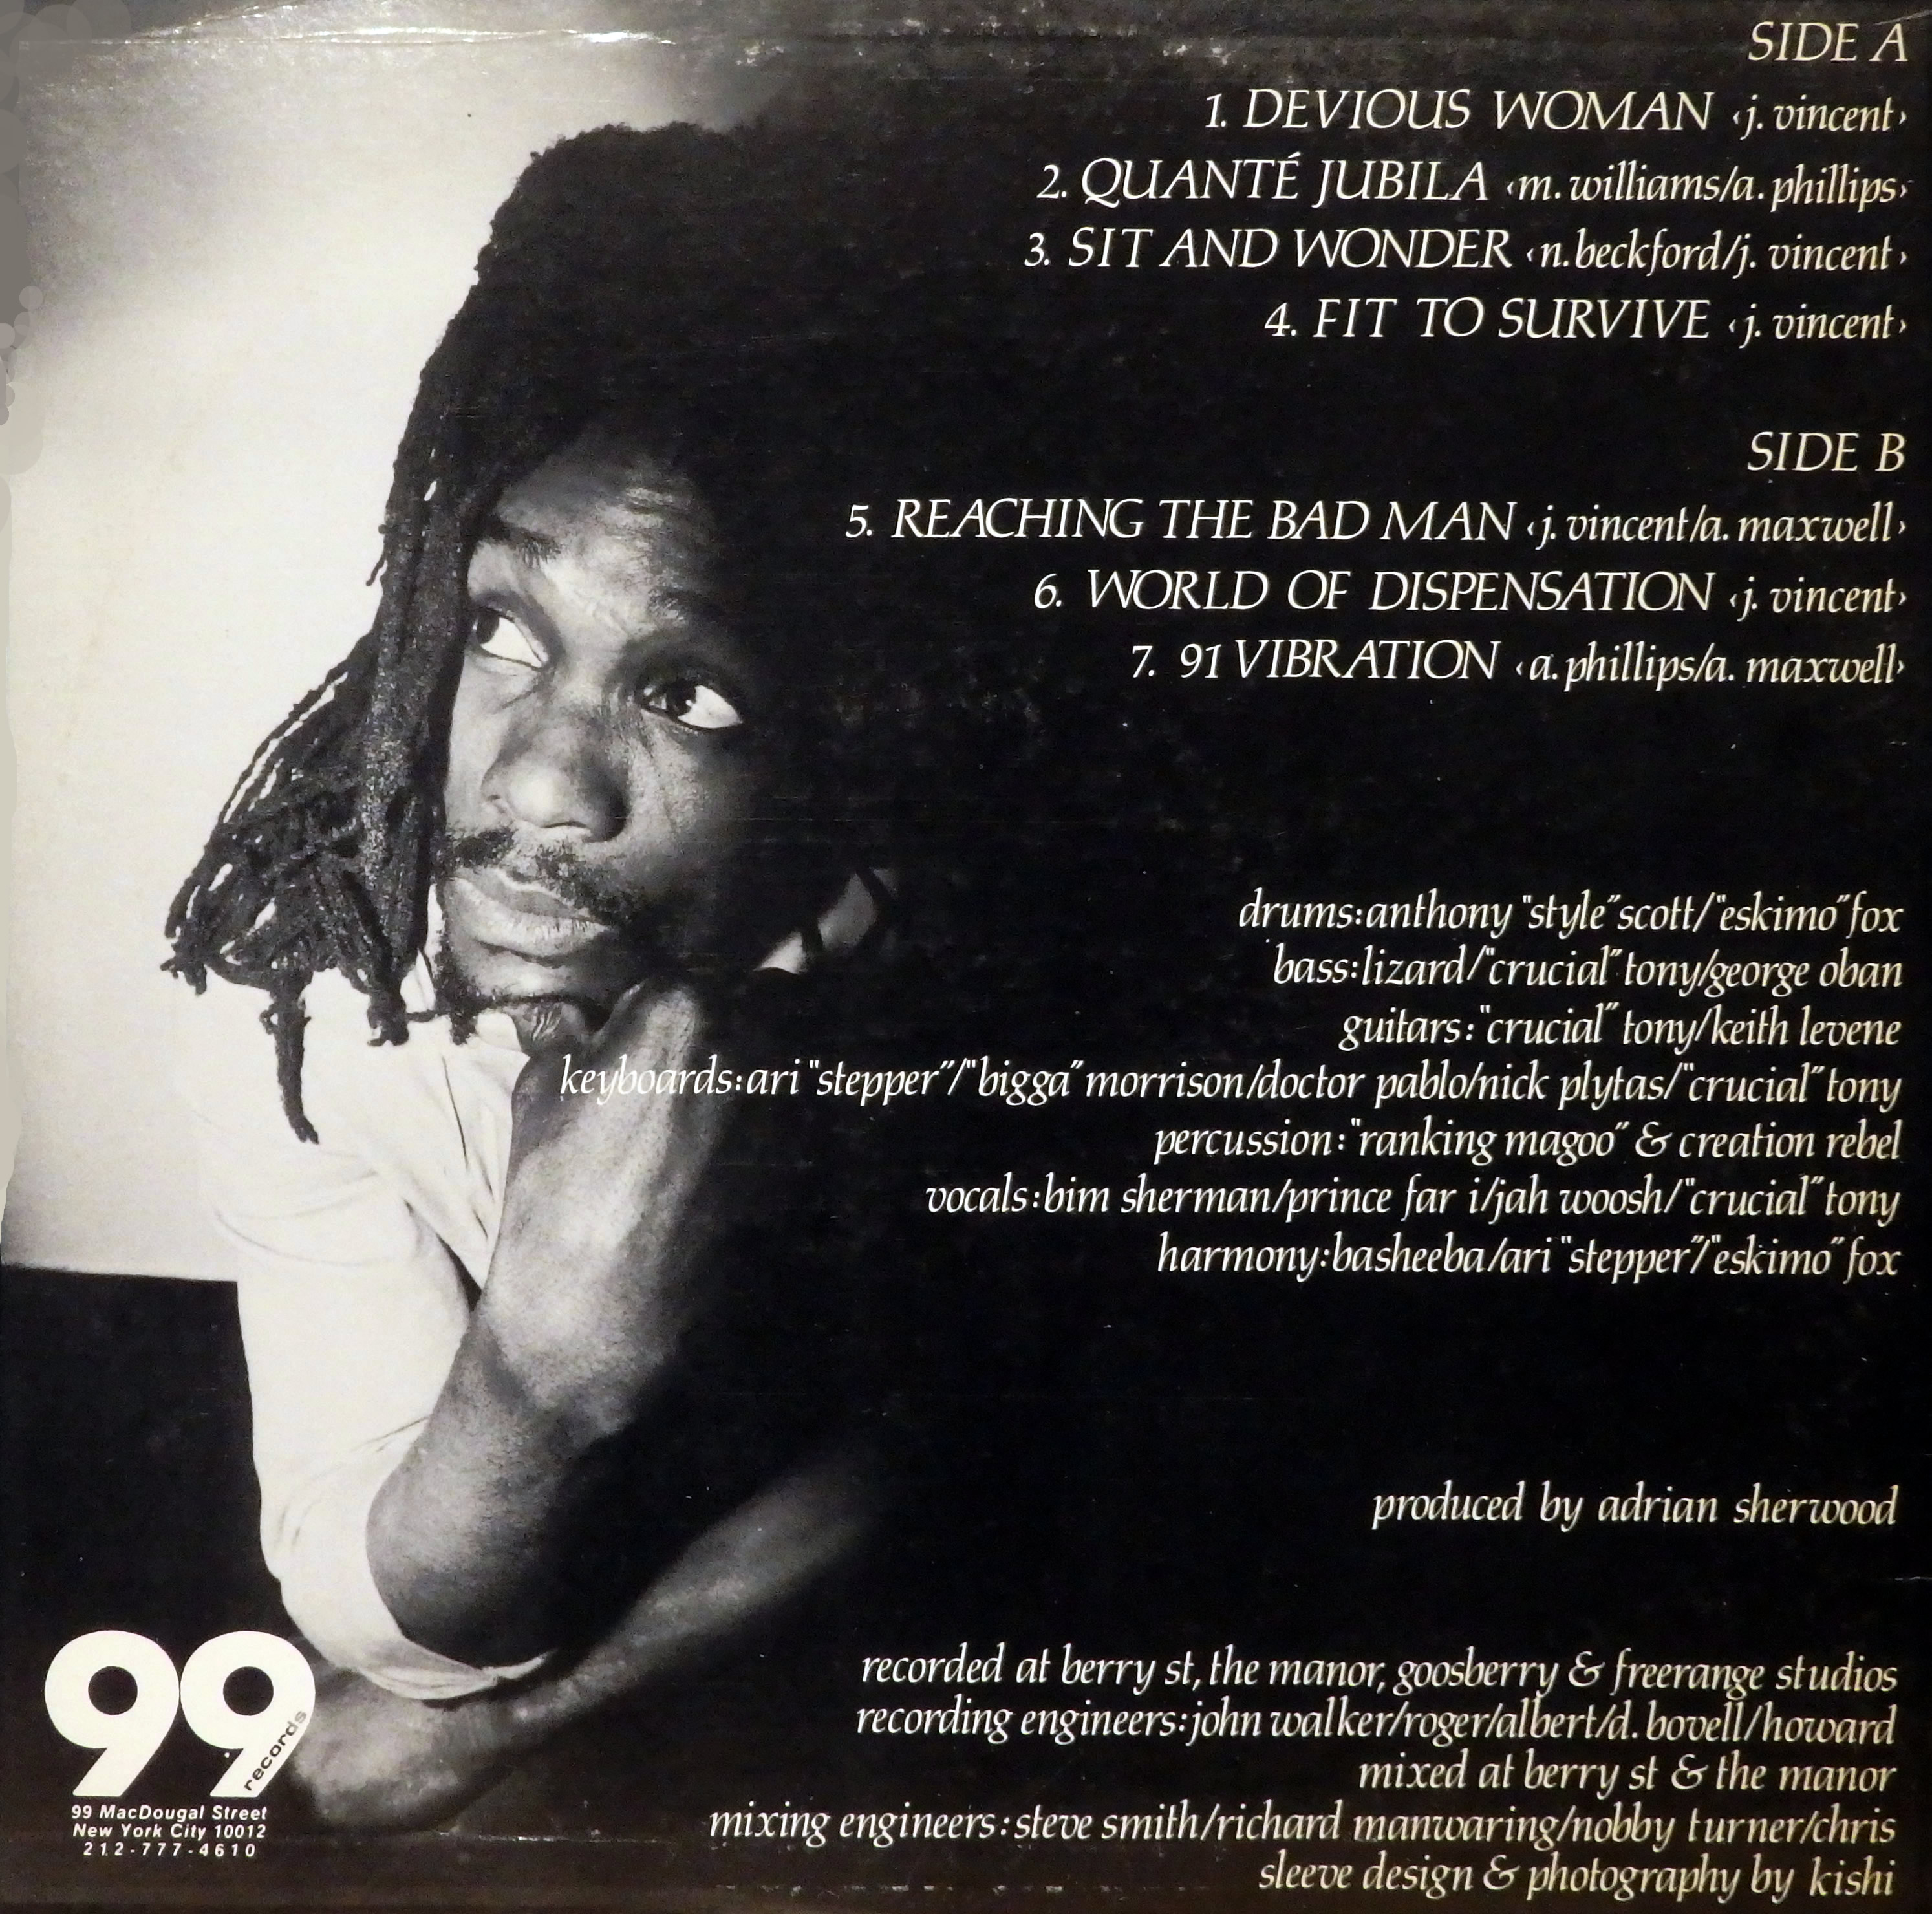 SIDE A
1. DEVIOUS WOMAN ‹j. vincent›
2. QUANTÉ JUBILA ‹m. williams/a. phillips›
3. SIT AND WONDER ‹n. beckford/j. vincent›
4. FIT TO SURVIVE ‹j. vincent›
SIDE B
5. REACHING THE BAD MAN ‹j. vincent/a. maxwell›
6. WORLD OF DISPENSATION ‹j. vincent›
7. 91 VIBRATION ‹a. phillips/a. maxwell›
drums: anthony "style" scott/"eskimo" fox
bass: lizard/"crucial" tony/george oban
guitars: "crucial" tony/keith levene
keyboards: ari "stepper"/"bigga" morrison/doctor pablo/nick plytas/"crucial" tony
percussion: "ranking magoo" & creation rebel
vocals: bim sherman/prince far i/jah woosh/"crucial" tony
harmony: basheeba/ari "stepper"/"eskimo" fox
produced by adrian sherwood
recorded at berry st, the manor, goosberry & freerange studios
recording engineers: john walker/roger/albert/d. bovell/howard
mixed at berry st & the manor
mixing engineers: steve smith/richard manwaring/nobby turner/chris
sleeve design & photography by kishi
99
records
99 MacDougal Street
New York City 10012
212-777-4610